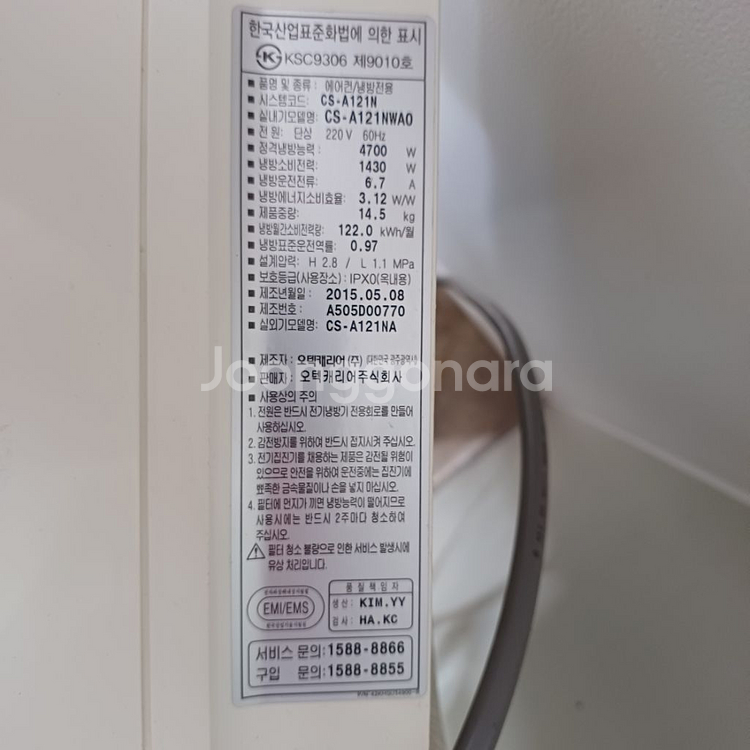 한국산업표준화법에 의한 표시
KSC9306 제9010호
■ 품명 및 종류: 에어컨/냉방전용
■ 시스템코드: CS-A121N
■ 실내기모델명: CS-A121NWAO
■ 전 원: 단상 220 V 60Hz
■ 정격냉방능력: 4700 W
■ 냉방소비전력: 1430 W
■ 냉방운전전류: 6.7 A
■ 냉방에너지소비효율: 3.12 W/W
■ 제품중량: 14.5 kg
■ 냉방월간소비전력량: 122.0 kWh/월
■ 냉방표준운전역률: 0.97
■ 설계압력: H 2.8 / L 1.1 MPa
■ 보호등급(사용장소): IPX0(옥내용)
■ 제조년월일: 2015.05.08
■ 제조번호: A505D00770
■ 실외기모델명: CS-A121NA
■ 제조자: 오텍캐리어(주) (대한민국 광주광역시)
■ 판매자: 오텍캐리어주식회사
Joonggonara
■ 사용상의 주의
1. 전원은 반드시 전기냉방기 전용회로를 만들어
사용하십시오.
2. 감전방지를 위하여 반드시 접지시켜 주십시오.
3. 전기집진기를 채용하는 제품은 감전될 위험이
있으므로 안전을 위하여 운전중에는 집진기에
뾰족한 금속물질이나 손을 넣지 마십시오.
4. 필터에 먼지가 끼면 냉방능력이 떨어지므로
사용시에는 반드시 2주마다 청소하여
주십시오.
필터 청소 불량으로 인한 서비스 발생시에
유상 처리됩니다.
EMI/EMS
품질책임자
생산: KIM.YY
검사: HA.KC
서비스 문의: 1588-8866
구입 문의: 1588-8855